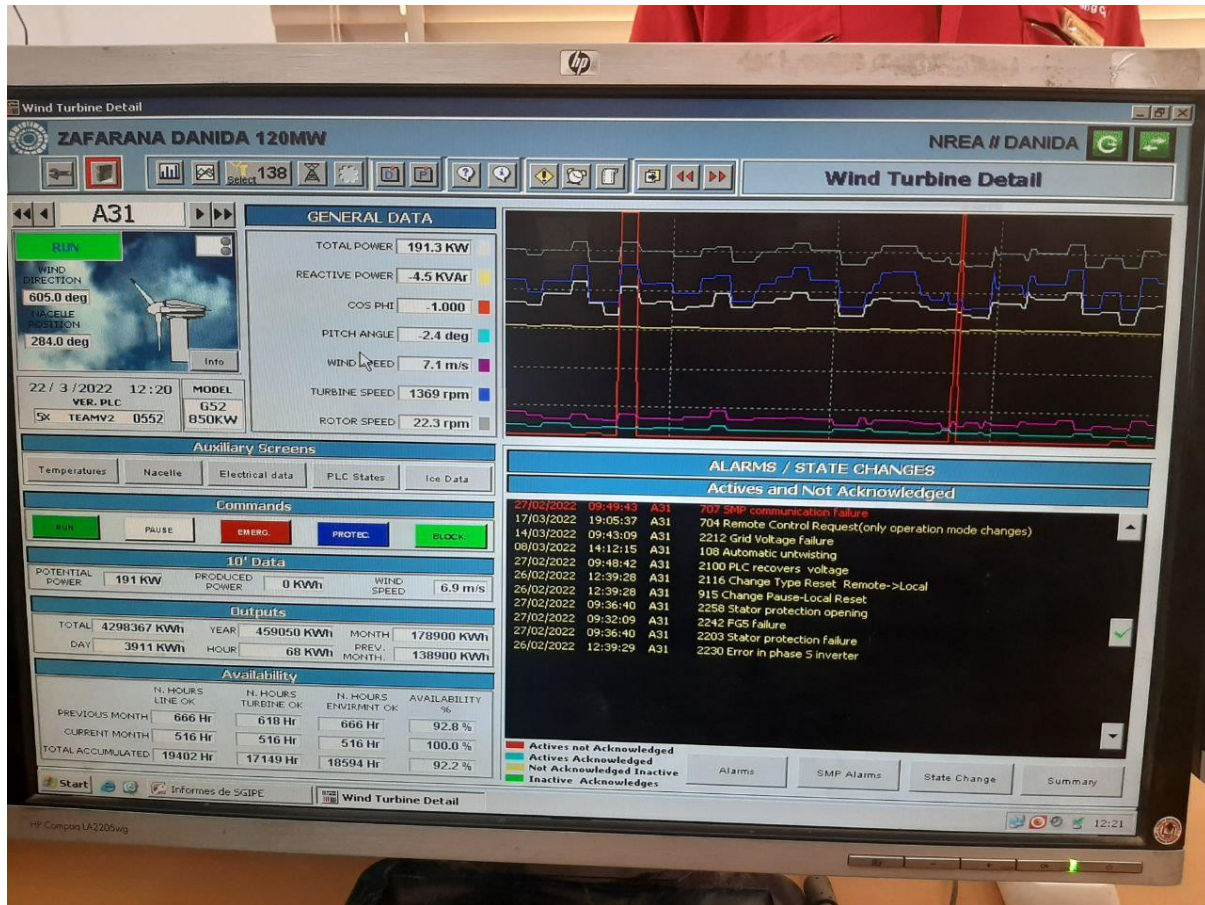 hp
Wind Turbine Detail
ZAFARANA DANIDA 120MW
NREA // DANIDA
Select 138
Wind Turbine Detail
A31
RUN
WIND DIRECTION
605.0 deg
NACELLE POSITION
284.0 deg
Info
22/ 3 /2022 12:20
VER. PLC
5X TEAMV2 0552
MODEL
G52
850KW
GENERAL DATA
TOTAL POWER 191.3 KW
REACTIVE POWER -4.5 KVAr
COS PHI -1.000
PITCH ANGLE -2.4 deg
WIND SPEED 7.1 m/s
TURBINE SPEED 1369 rpm
ROTOR SPEED 22.3 rpm
Auxiliary Screens
Temperatures Nacelle Electrical data PLC States Ice Data
Commands
RUN PAUSE EMERG. PROTEC. BLOCK.
10' Data
POTENTIAL POWER 191 KW PRODUCED POWER 0 KWh WIND SPEED 6.9 m/s
Outputs
TOTAL 4298367 KWh YEAR 459050 KWh MONTH 178900 KWh
DAY 3911 KWh HOUR 68 KWh PREV. MONTH. 138900 KWh
Availability
N. HOURS LINE OK N. HOURS TURBINE OK N. HOURS ENVIRMNT OK AVAILABILITY %
PREVIOUS MONTH 666 Hr 618 Hr 666 Hr 92.8 %
CURRENT MONTH 516 Hr 516 Hr 516 Hr 100.0 %
TOTAL ACCUMULATED 19402 Hr 17149 Hr 18594 Hr 92.2 %
ALARMS / STATE CHANGES
Actives and Not Acknowledged
27/02/2022 09:49:43 A31 707 SMP communication failure
17/03/2022 19:05:37 A31 704 Remote Control Request(only operation mode changes)
14/03/2022 09:43:09 A31 2212 Grid Voltage failure
08/03/2022 14:12:15 A31 108 Automatic untwisting
27/02/2022 09:48:42 A31 2100 PLC recovers voltage
26/02/2022 12:39:28 A31 2116 Change Type Reset Remote->Local
26/02/2022 12:39:28 A31 915 Change Pause-Local Reset
27/02/2022 09:36:40 A31 2258 Stator protection opening
27/02/2022 09:32:09 A31 2242 FG5 failure
27/02/2022 09:36:40 A31 2203 Stator protection failure
26/02/2022 12:39:29 A31 2230 Error in phase S inverter
Actives not Acknowledged
Actives Acknowledged
Not Acknowledged Inactive
Inactive Acknowledges
Alarms SMP Alarms State Change Summary
Start Informes de SGIPE Wind Turbine Detail 12:21
HP Compaq LA2205wg